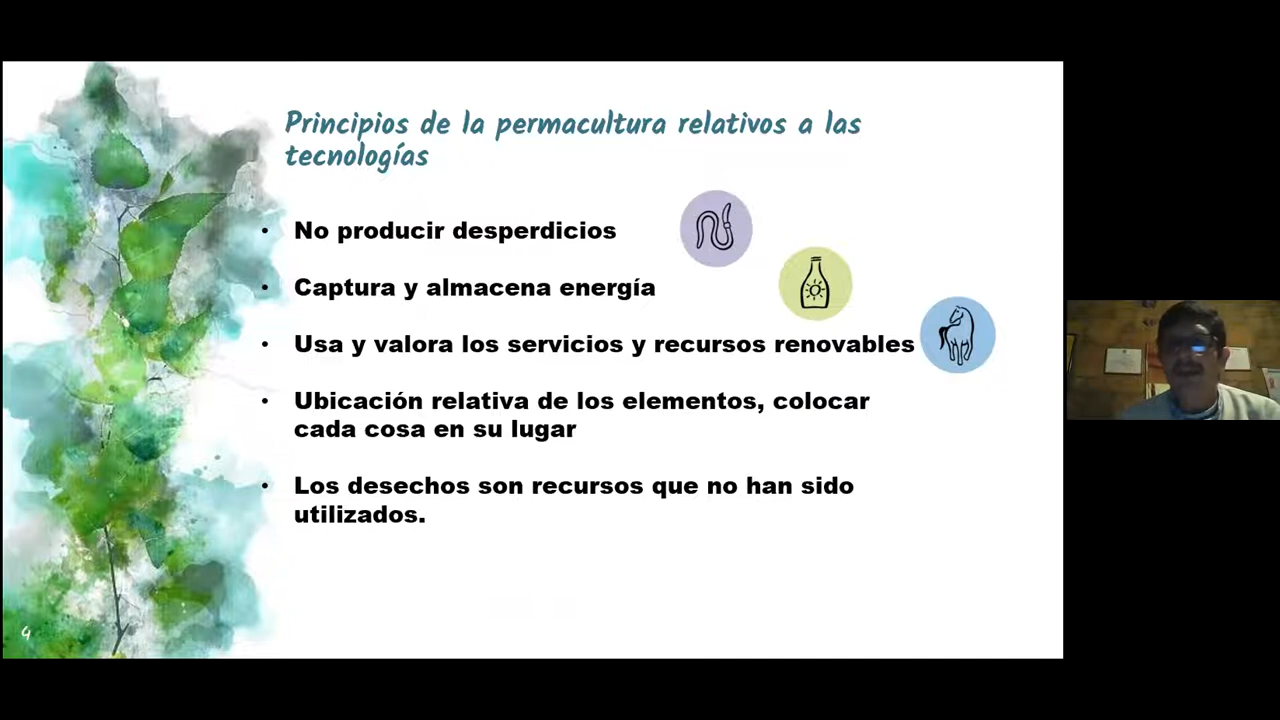 Principios de la permacultura relativos a las
tecnologías
• No producir desperdicios
• Captura y almacena energía
• Usa y valora los servicios y recursos renovables
• Ubicación relativa de los elementos, colocar
cada cosa en su lugar
• Los desechos son recursos que no han sido
utilizados.
4